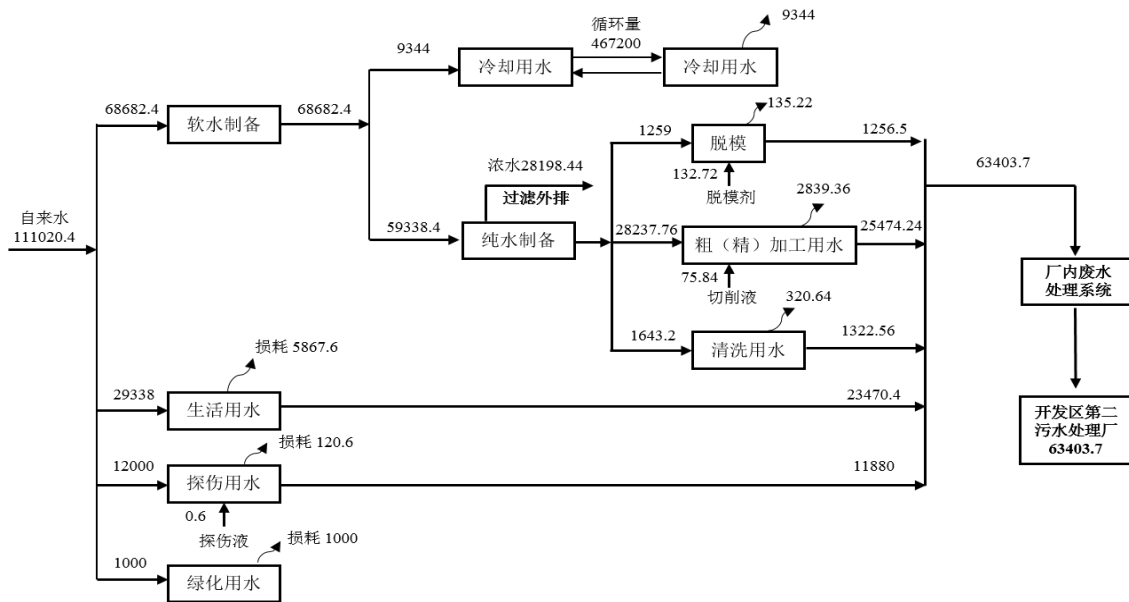 循环量
467200
9344
9344
冷却用水
冷却用水
68682.4
软水制备
68682.4
135.22
1259
脱模
1256.5
132.72
脱模剂
63403.7
浓水28198.44
过滤外排
2839.36
自来水
111020.4
59338.4
纯水制备
28237.76
粗（精）加工用水
25474.24
75.84
切削液
厂内废水
处理系统
320.64
1643.2
清洗用水
1322.56
损耗 5867.6
29338
生活用水
23470.4
开发区第二
污水处理厂
63403.7
损耗 120.6
12000
探伤用水
11880
0.6
探伤液
损耗 1000
1000
绿化用水